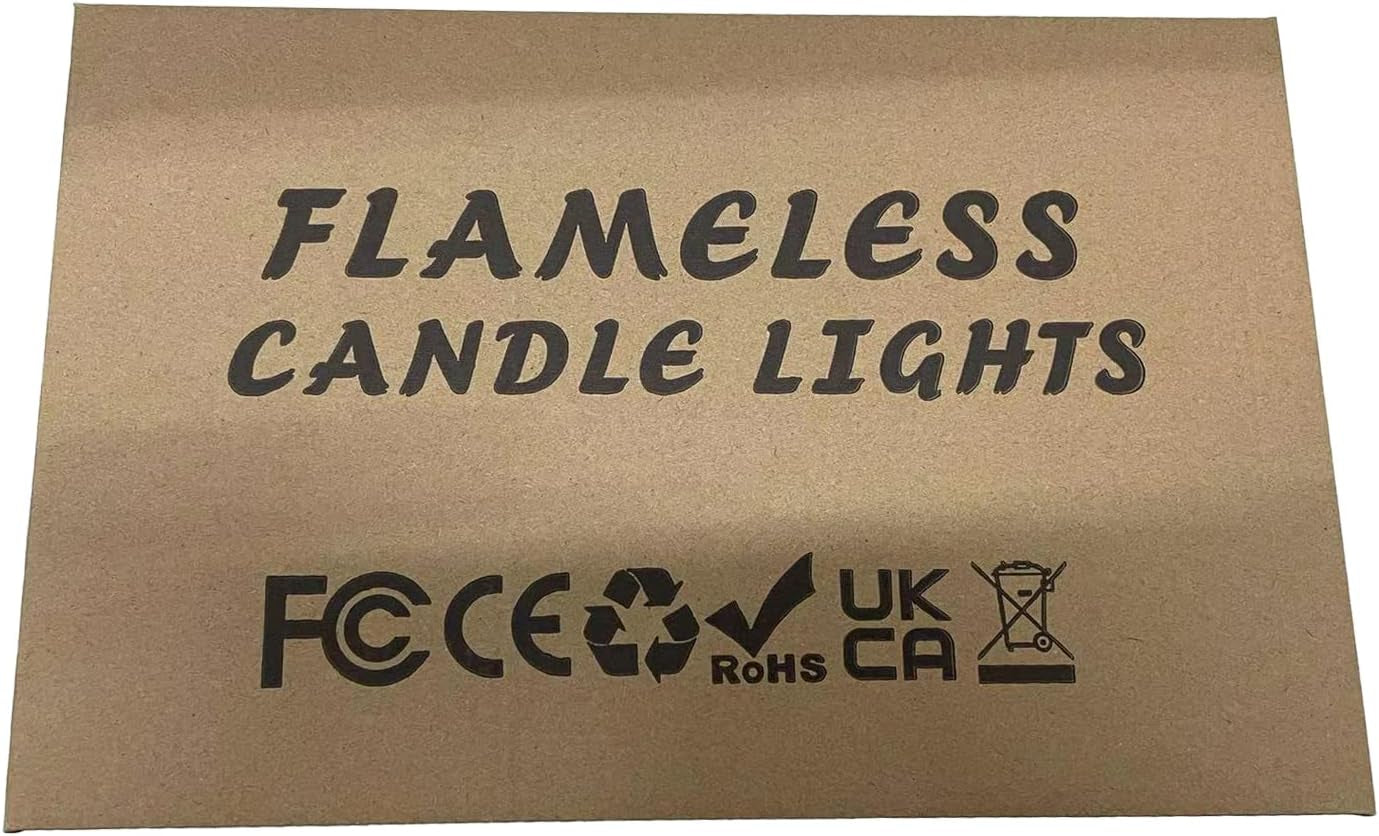 FLAMELESS
CANDLE LIGHTS
FC CE RoHS UK
CA